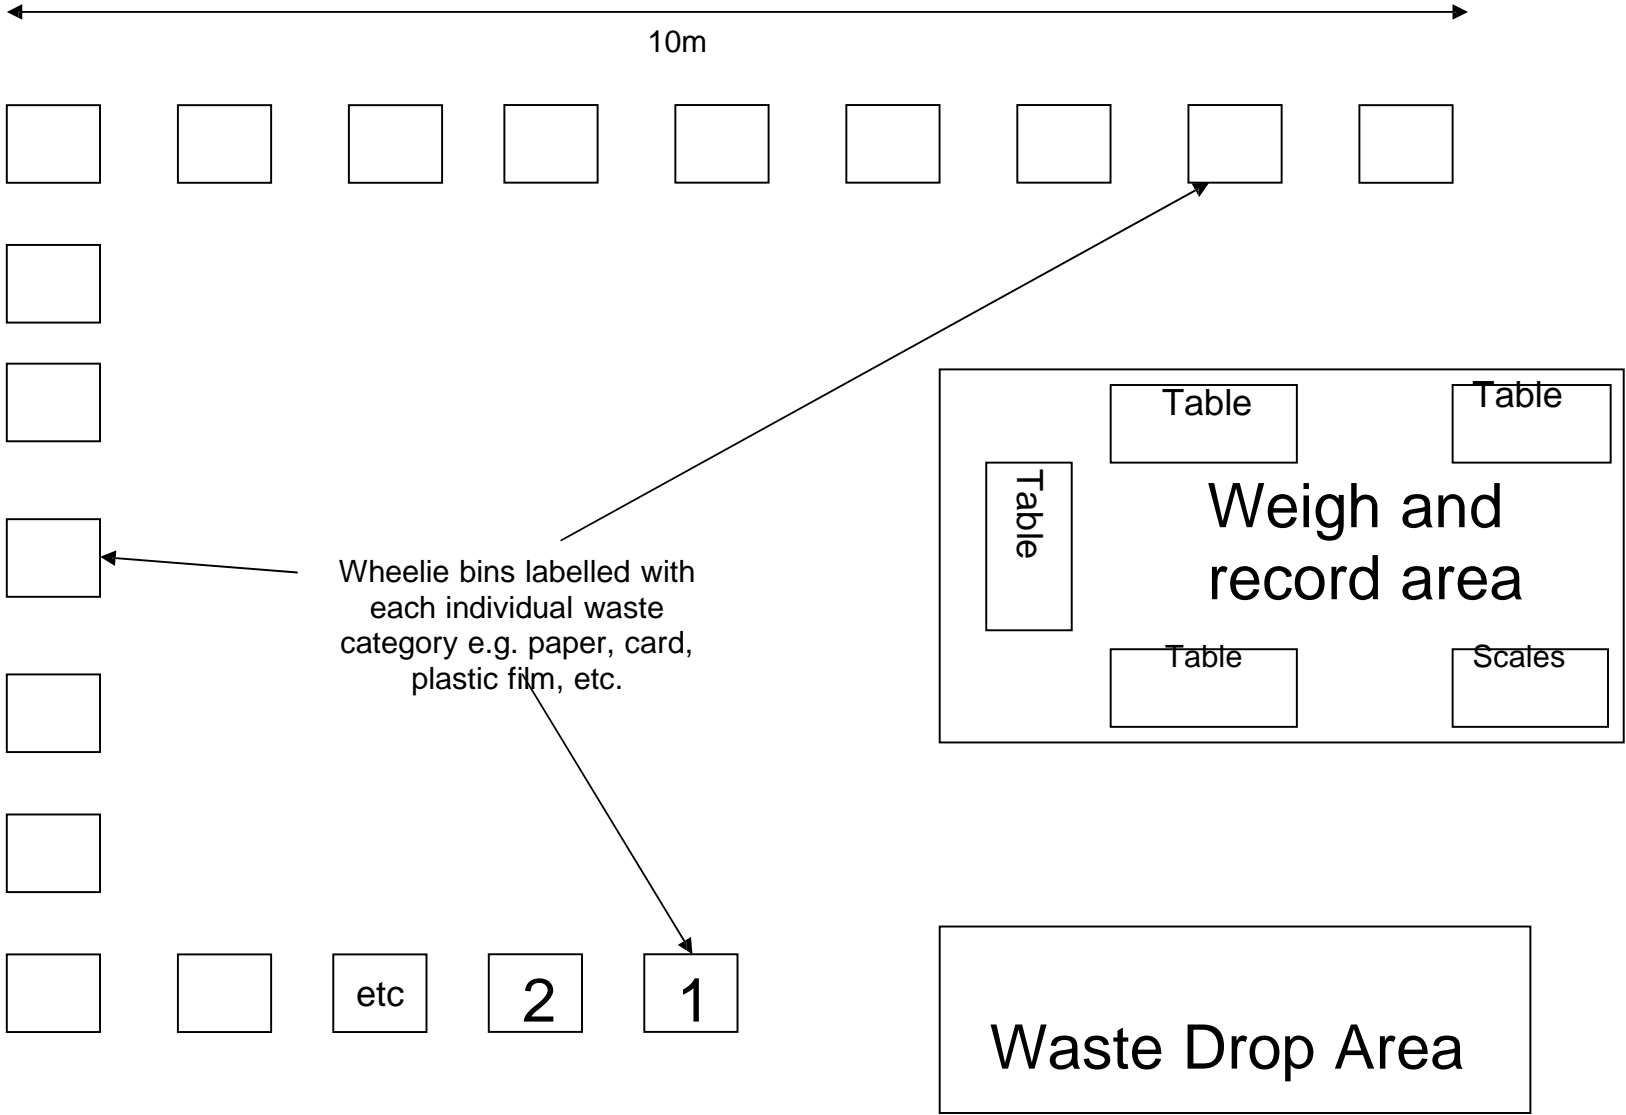 10m
Table
Table
Table
Weigh and
record area
Wheelie bins labelled with
each individual waste
category e.g. paper, card,
plastic film, etc.
Table
Scales
etc
2
1
Waste Drop Area